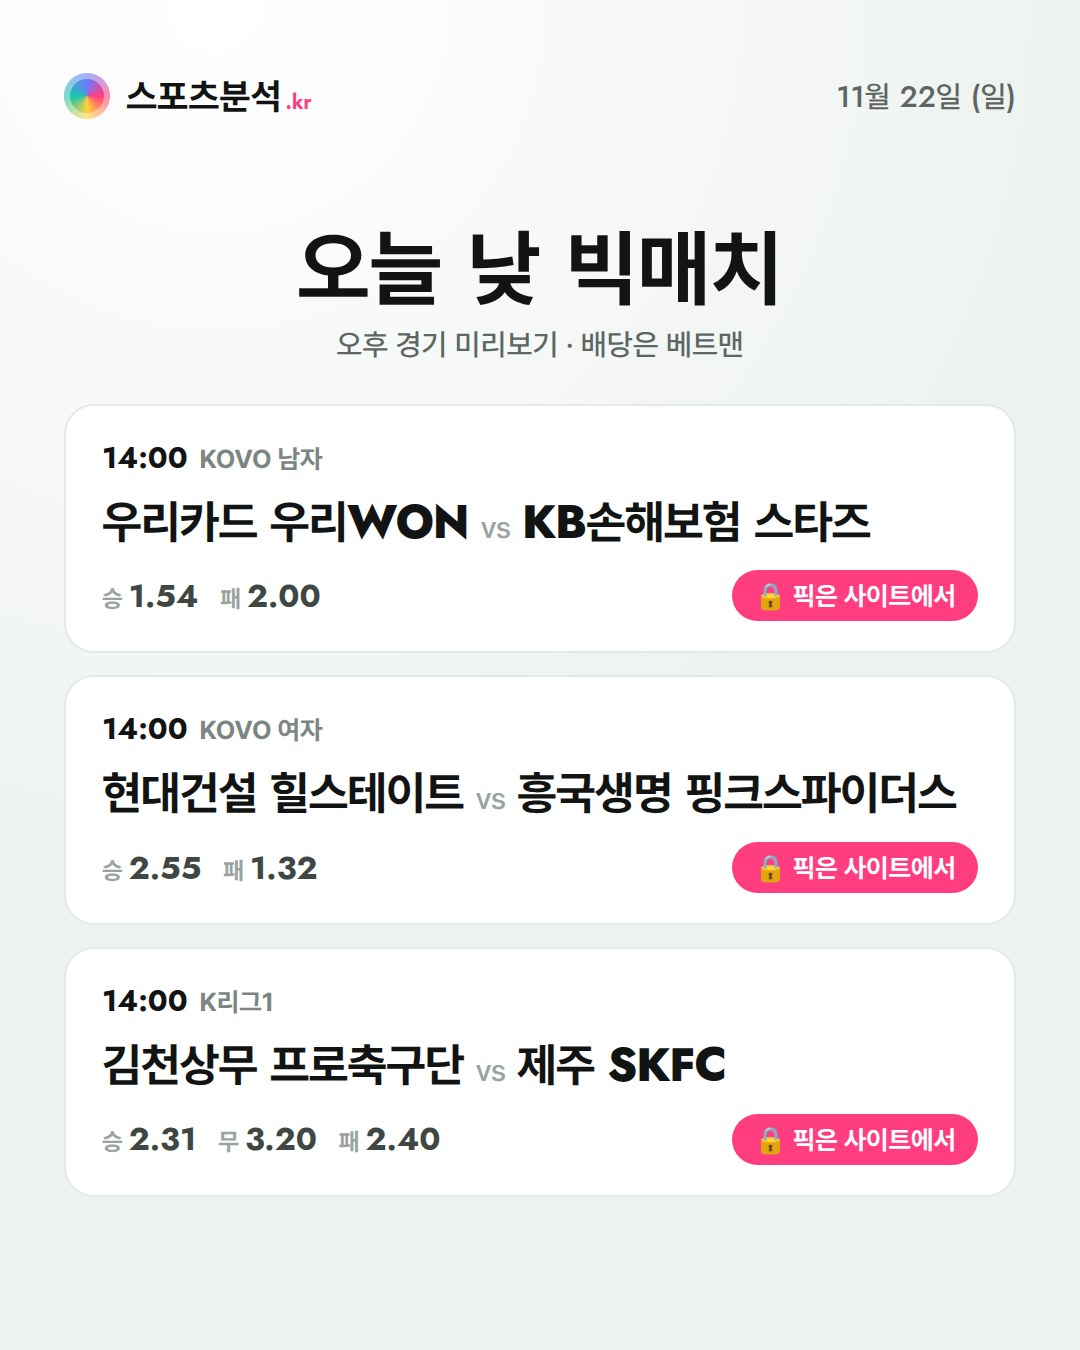 스포츠분석.kr
11월 22일 (일)
오늘 낮 빅매치
오후 경기 미리보기 · 배당은 베트맨
14:00 KOVO 남자
우리카드 우리WON vs KB손해보험 스타즈
승 1.54 패 2.00
🔒 픽은 사이트에서
14:00 KOVO 여자
현대건설 힐스테이트 vs 흥국생명 핑크스파이더스
승 2.55 패 1.32
🔒 픽은 사이트에서
14:00 K리그1
김천상무 프로축구단 vs 제주 SKFC
승 2.31 무 3.20 패 2.40
🔒 픽은 사이트에서